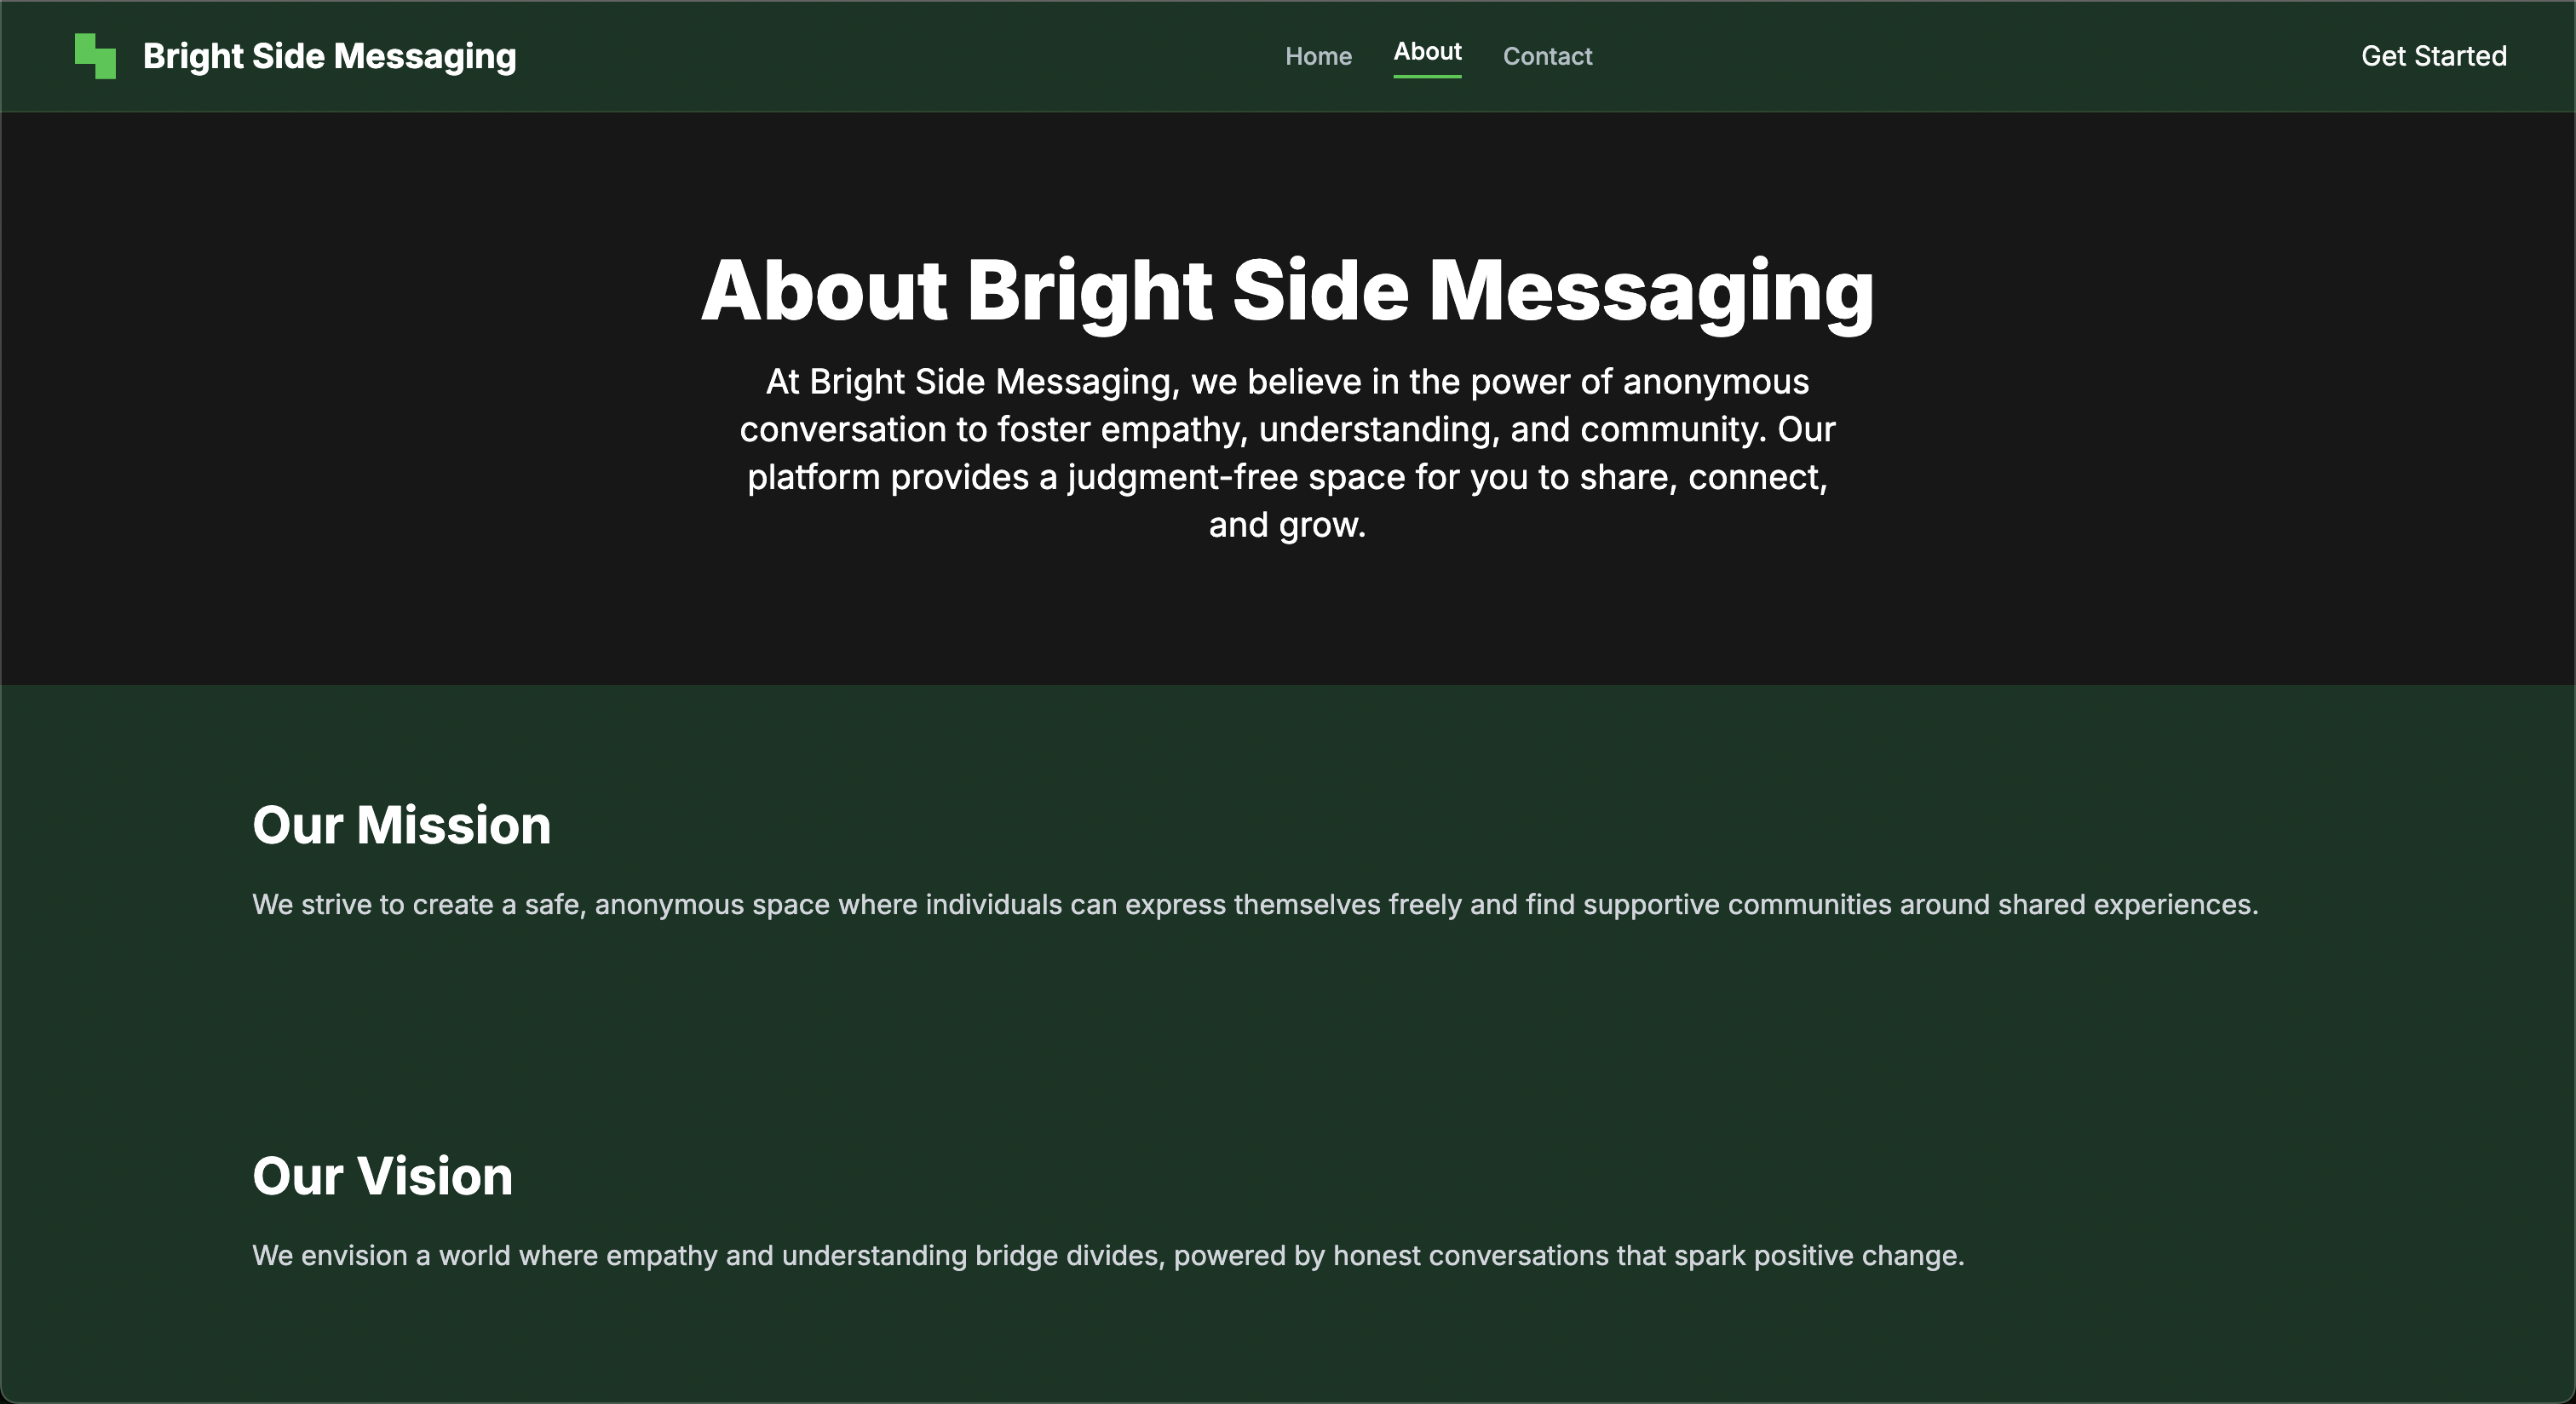 Bright Side Messaging
Home
About
Contact
Get Started
About Bright Side Messaging
At Bright Side Messaging, we believe in the power of anonymous
conversation to foster empathy, understanding, and community. Our
platform provides a judgment-free space for you to share, connect,
and grow.
Our Mission
We strive to create a safe, anonymous space where individuals can express themselves freely and find supportive communities around shared experiences.
Our Vision
We envision a world where empathy and understanding bridge divides, powered by honest conversations that spark positive change.